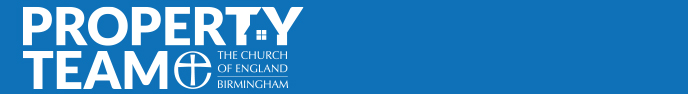 PROPERTY
TEAM
THE CHURCH
OF ENGLAND
BIRMINGHAM